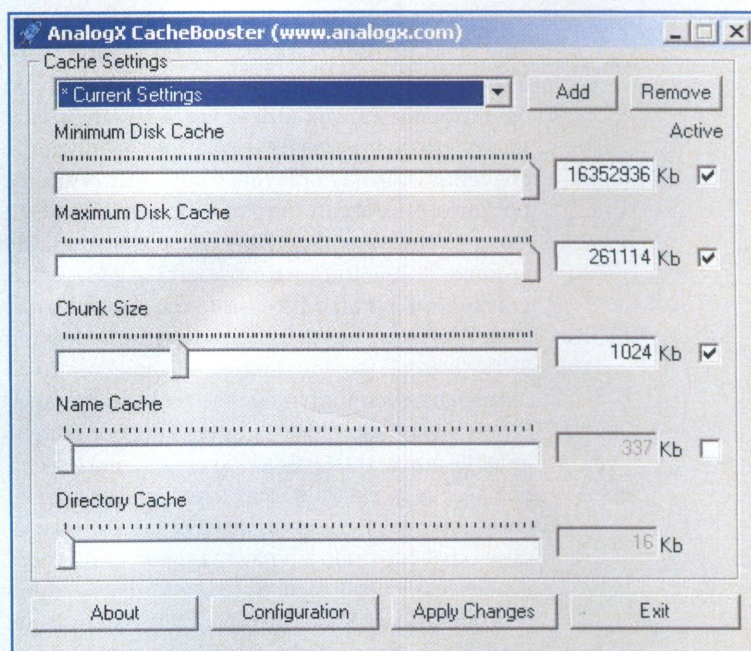 AnalogX CacheBooster (www.analogx.com)
Cache Settings
* Current Settings
Add
Remove
Minimum Disk Cache
Active
16352936 Kb
Maximum Disk Cache
261114 Kb
Chunk Size
1024 Kb
Name Cache
337 Kb
Directory Cache
16 Kb
About
Configuration
Apply Changes
Exit